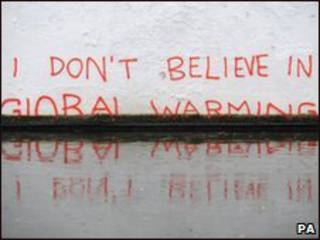 I DON'T BELIEVE IN
GLOBAL WARMING
PA